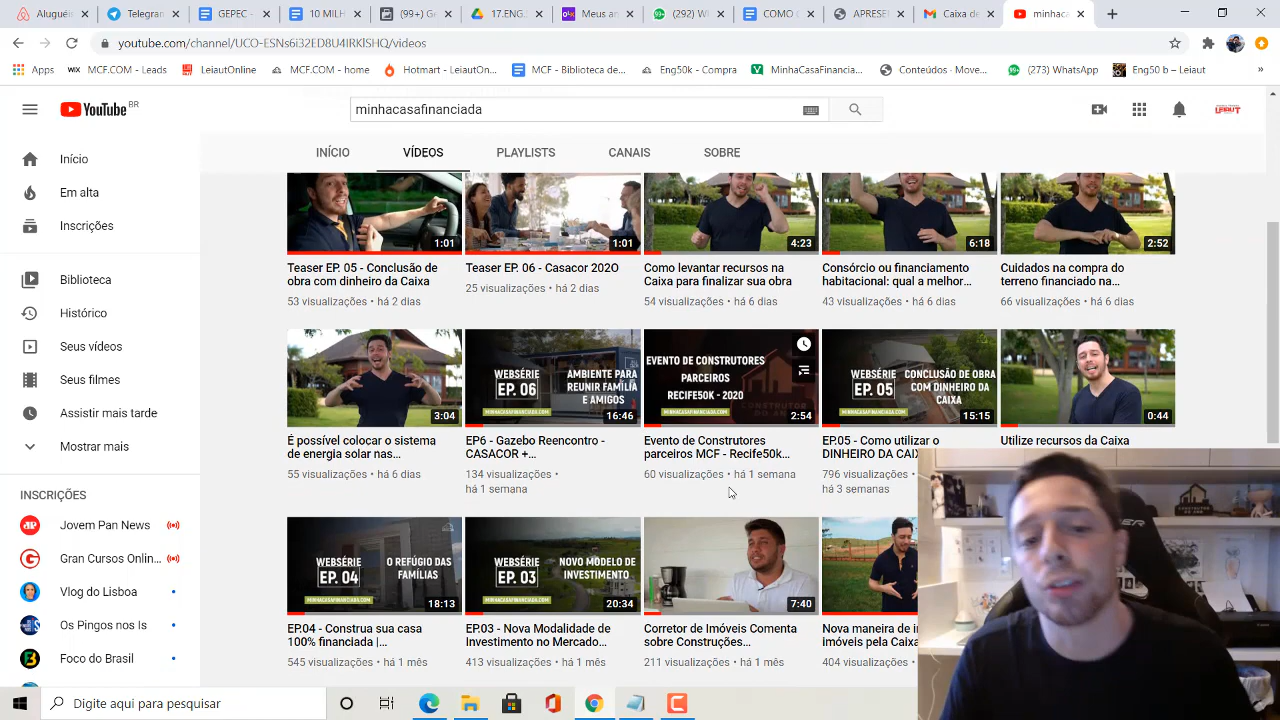 Alugueis
Telegran
GEPEC -
10 MILH
(99+) G
17.ENG.
Meus an
(292) W
COMO C
APRESE
Caixa de
minhaca
youtube.com/channel/UCO-ESNs6i32ED8U4IRKlSHQ/videos
Apps
MCF.COM - Leads
LeiautOnline
MCF.COM - home
Hotmart - LeiautOn...
MCF - Biblioteca de...
Eng50k - Compra
MinhaCasaFinancia...
Conteúdos · Move...
(273) WhatsApp
Eng50 b – Leiaut
YouTube BR
minhacasafinanciada
LEIAUT
INÍCIO
VÍDEOS
PLAYLISTS
CANAIS
SOBRE
Início
Em alta
Inscrições
Biblioteca
Histórico
Seus vídeos
Seus filmes
Assistir mais tarde
Mostrar mais
INSCRIÇÕES
Jovem Pan News
Gran Cursos Onlin...
Vlog do Lisboa
Os Pingos nos Is
Foco do Brasil
1:01
1:01
4:23
6:18
2:52
Teaser EP. 05 - Conclusão de
obra com dinheiro da Caixa
53 visualizações • há 2 dias
Teaser EP. 06 - Casacor 202O
25 visualizações • há 2 dias
Como levantar recursos na
Caixa para finalizar sua obra
54 visualizações • há 6 dias
Consórcio ou financiamento
habitacional: qual a melhor...
43 visualizações • há 6 dias
Cuidados na compra do
terreno financiado na...
66 visualizações • há 6 dias
3:04
WEBSÉRIE
EP. 06
AMBIENTE PARA
REUNIR FAMÍLIA
E AMIGOS
MINHACASAFINANCIADA.COM
16:46
EVENTO DE CONSTRUTORES
PARCEIROS
RECIFE50K - 2020
MINHACASAFINANCIADA.COM
2:54
WEBSÉRIE
EP. 05
CONCLUSÃO DE OBRA
COM DINHEIRO DA
CAIXA
MINHACASAFINANCIADA.COM
15:15
0:44
É possível colocar o sistema
de energia solar nas...
55 visualizações • há 6 dias
EP6 - Gazebo Reencontro -
CASACOR +...
134 visualizações •
há 1 semana
Evento de Construtores
parceiros MCF - Recife50k...
60 visualizações • há 1 semana
EP.05 - Como utilizar o
DINHEIRO DA CAIX
796 visualizações •
há 3 semanas
Utilize recursos da Caixa
WEBSÉRIE
EP. 04
O REFÚGIO DAS
FAMÍLIAS
MINHACASAFINANCIADA.COM
18:13
WEBSÉRIE
EP. 03
NOVO MODELO DE
INVESTIMENTO
MINHACASAFINANCIADA.COM
20:34
7:40
EP.04 - Construa sua casa
100% financiada |...
545 visualizações • há 1 mês
EP.03 - Nova Modalidade de
Investimento no Mercado...
413 visualizações • há 1 mês
Corretor de Imóveis Comenta
sobre Construções...
211 visualizações • há 1 mês
Nova maneira de i
imóveis pela Caixa
404 visualizações
Digite aqui para pesquisar